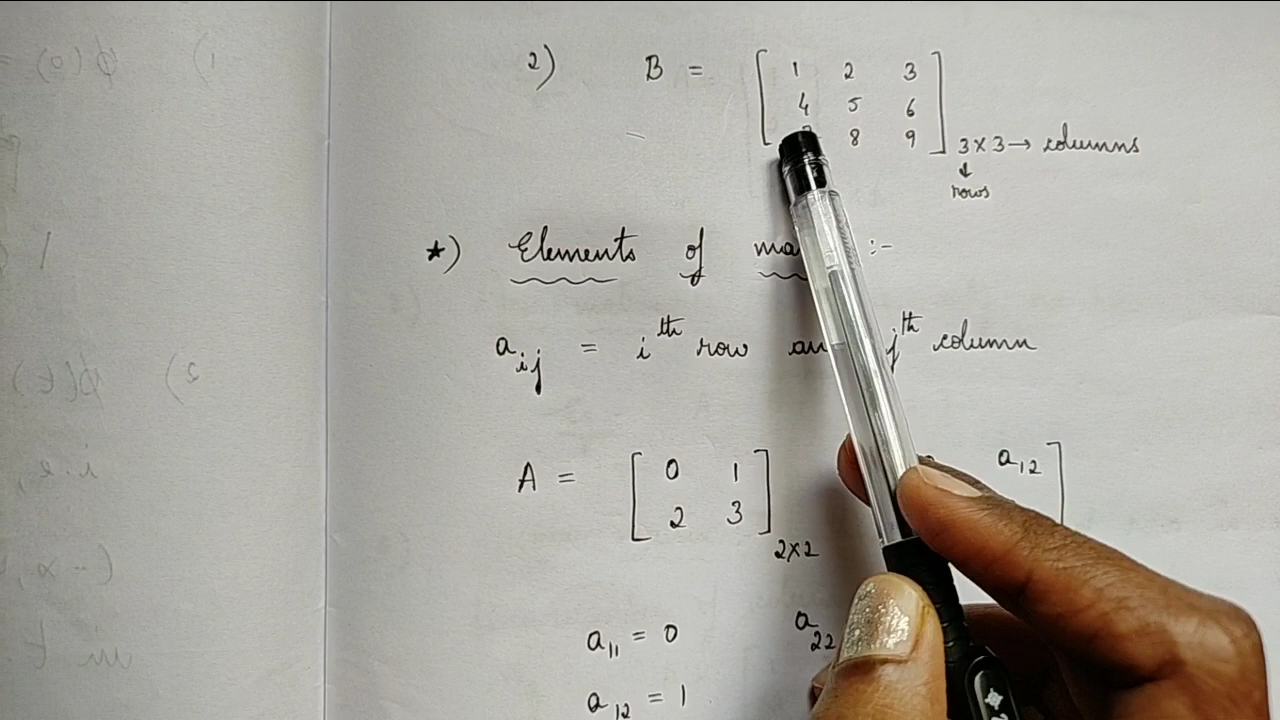 2) B = [ 1 2 3
4 5 6
8 9 ] 3×3 → columns
↓
rows
★) Elements of :-
a_ij = i^th row j^th column
A = [ 0 1 a_12 ]
2 3 ] 2×2
a_11 = 0 a_22
a_12 = 1